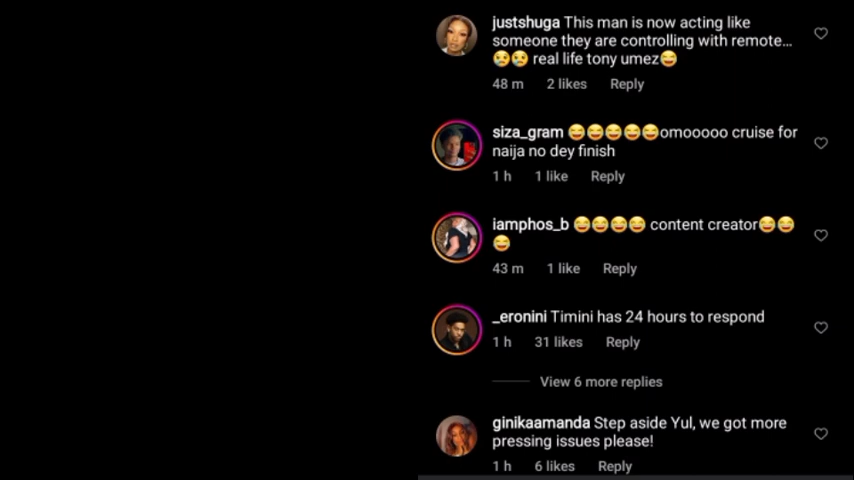 justshuga This man is now acting like
someone they are controlling with remote...
😢😢 real life tony umez😂
48 m 2 likes Reply
siza_gram 😂😂😂😂😂omooooo cruise for
naija no dey finish
1 h 1 like Reply
iamphos_b 😂😂😂😂 content creator😂😂
😂
43 m 1 like Reply
_eronini Timini has 24 hours to respond
1 h 31 likes Reply
View 6 more replies
ginikaamanda Step aside Yul, we got more
pressing issues please!
1 h 6 likes Reply